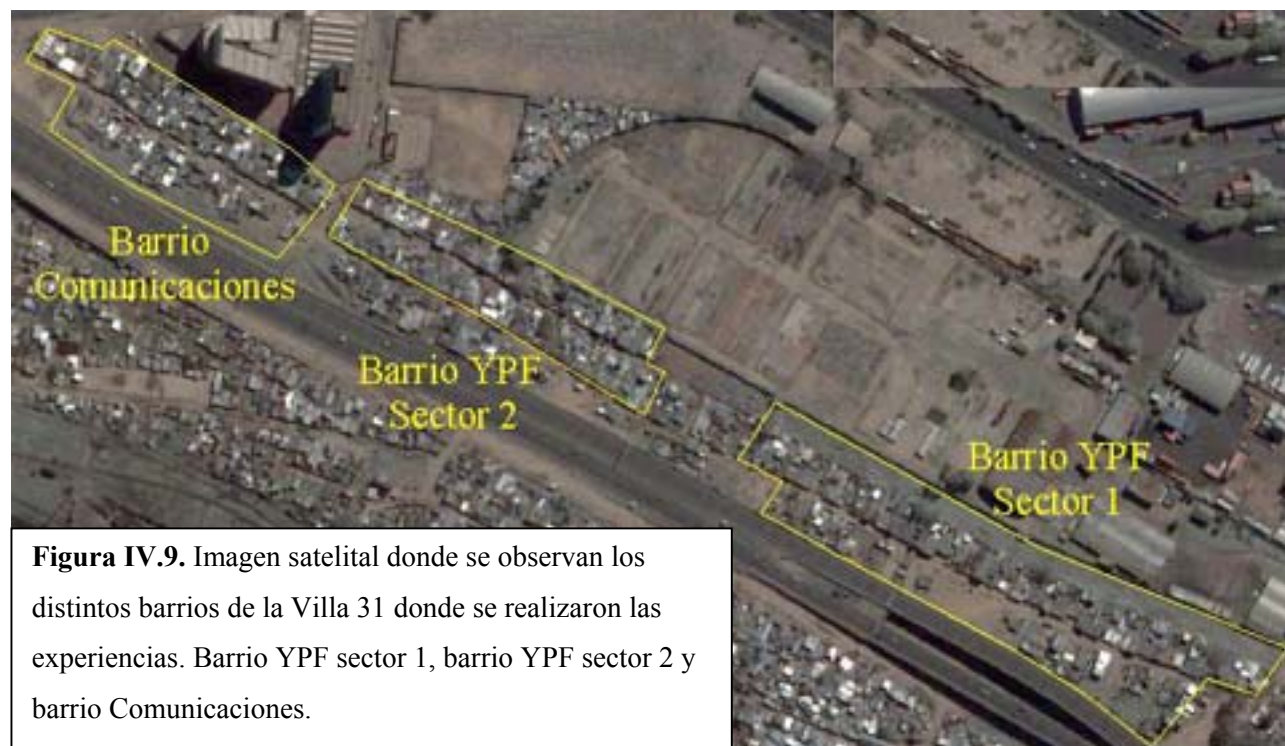 Barrio
Comunicaciones
Barrio YPF
Sector 2
Barrio YPF
Sector 1
Figura IV.9. Imagen satelital donde se observan los
distintos barrios de la Villa 31 donde se realizaron las
experiencias. Barrio YPF sector 1, barrio YPF sector 2 y
barrio Comunicaciones.